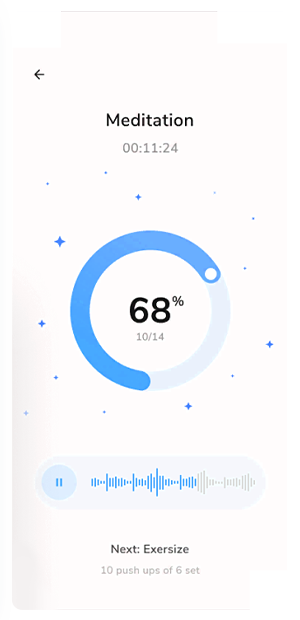 Meditation
00:11:24
68%
10/14
Next: Exersize
10 push ups of 6 set